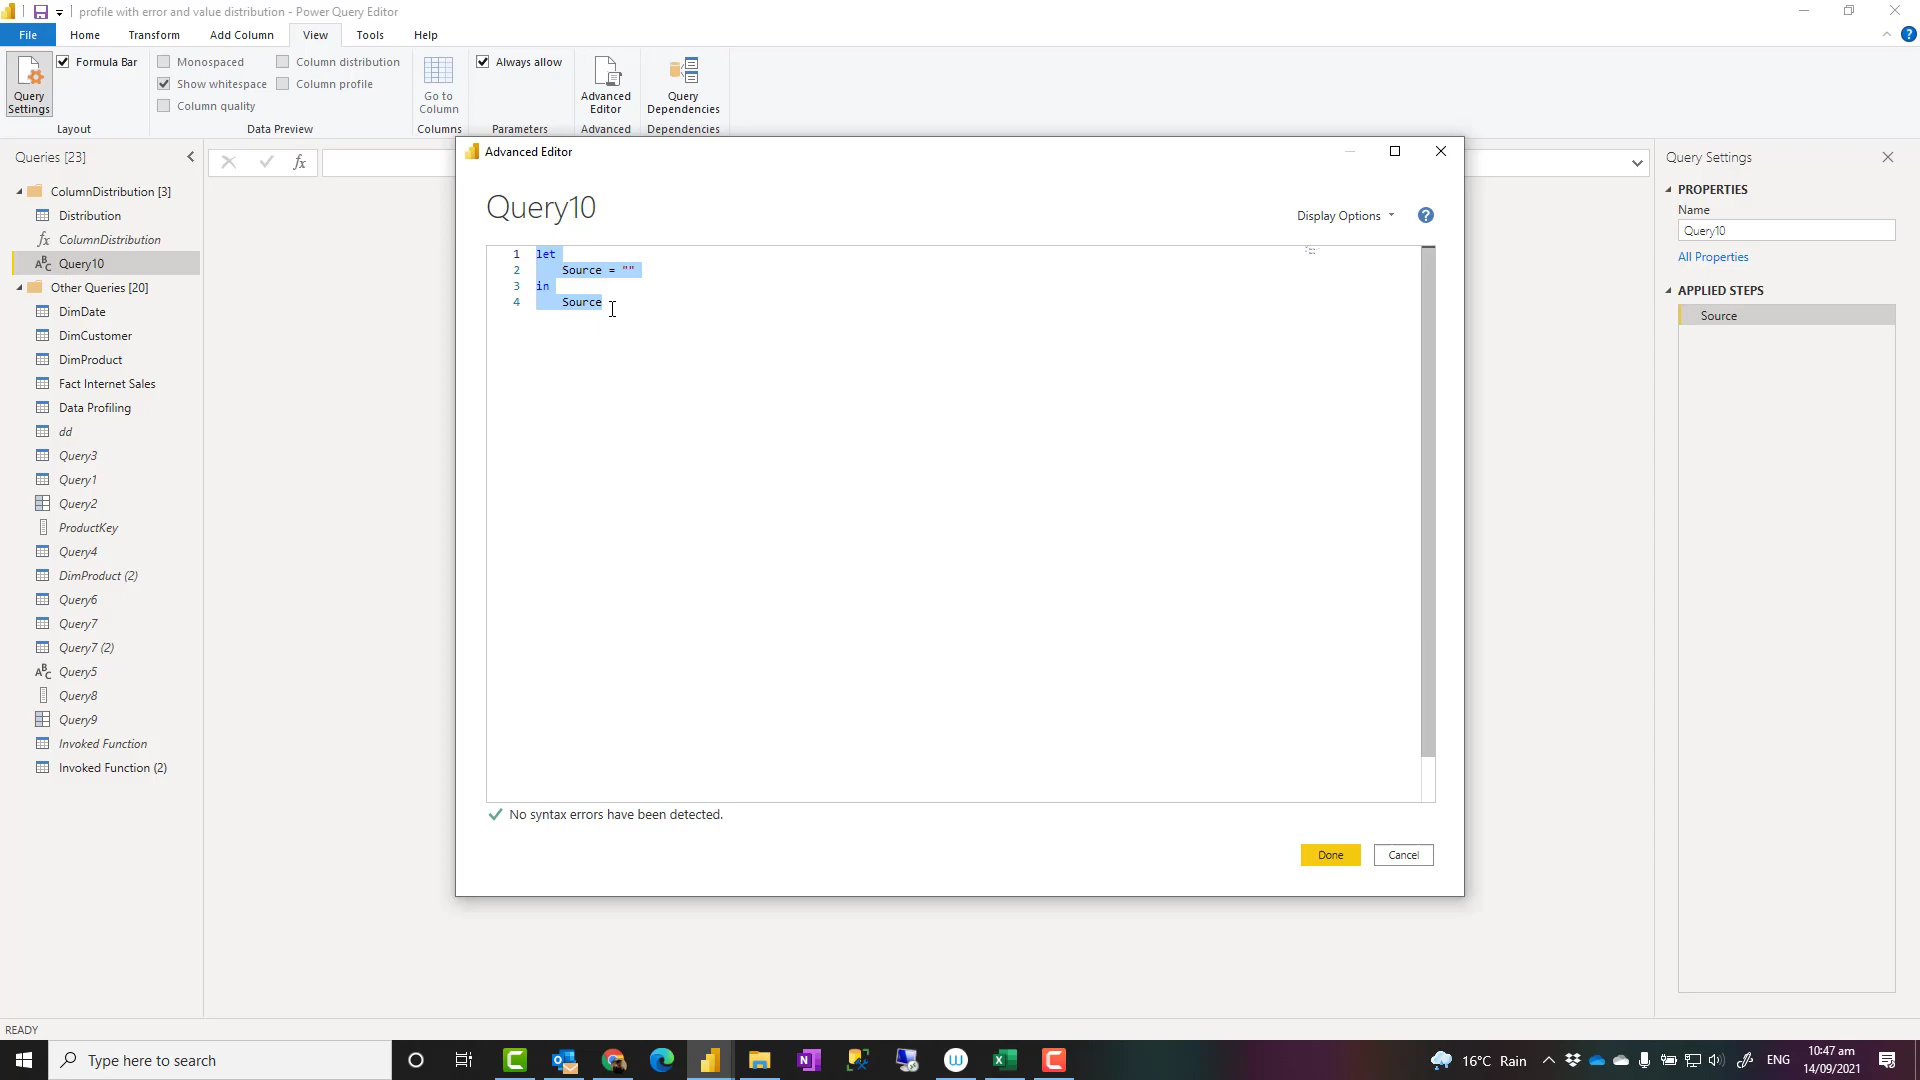 profile with error and value distribution - Power Query Editor
File
Home
Transform
Add Column
View
Tools
Help
Query Settings
Formula Bar
Monospaced
Show whitespace
Column quality
Column distribution
Column profile
Go to Column
Always allow
Advanced Editor
Query Dependencies
Layout
Data Preview
Columns
Parameters
Advanced
Dependencies
Queries [23]
ColumnDistribution [3]
Distribution
fx ColumnDistribution
ABC Query10
Other Queries [20]
DimDate
DimCustomer
DimProduct
Fact Internet Sales
Data Profiling
dd
Query3
Query1
Query2
ProductKey
Query4
DimProduct (2)
Query6
Query7
Query7 (2)
ABC Query5
Query8
Query9
Invoked Function
Invoked Function (2)
fx
Advanced Editor
Query10
Display Options
1 let
2 Source = ""
3 in
4 Source
No syntax errors have been detected.
Done
Cancel
Query Settings
PROPERTIES
Name
Query10
All Properties
APPLIED STEPS
Source
READY
Type here to search
16°C Rain
ENG
10:47 am
14/09/2021